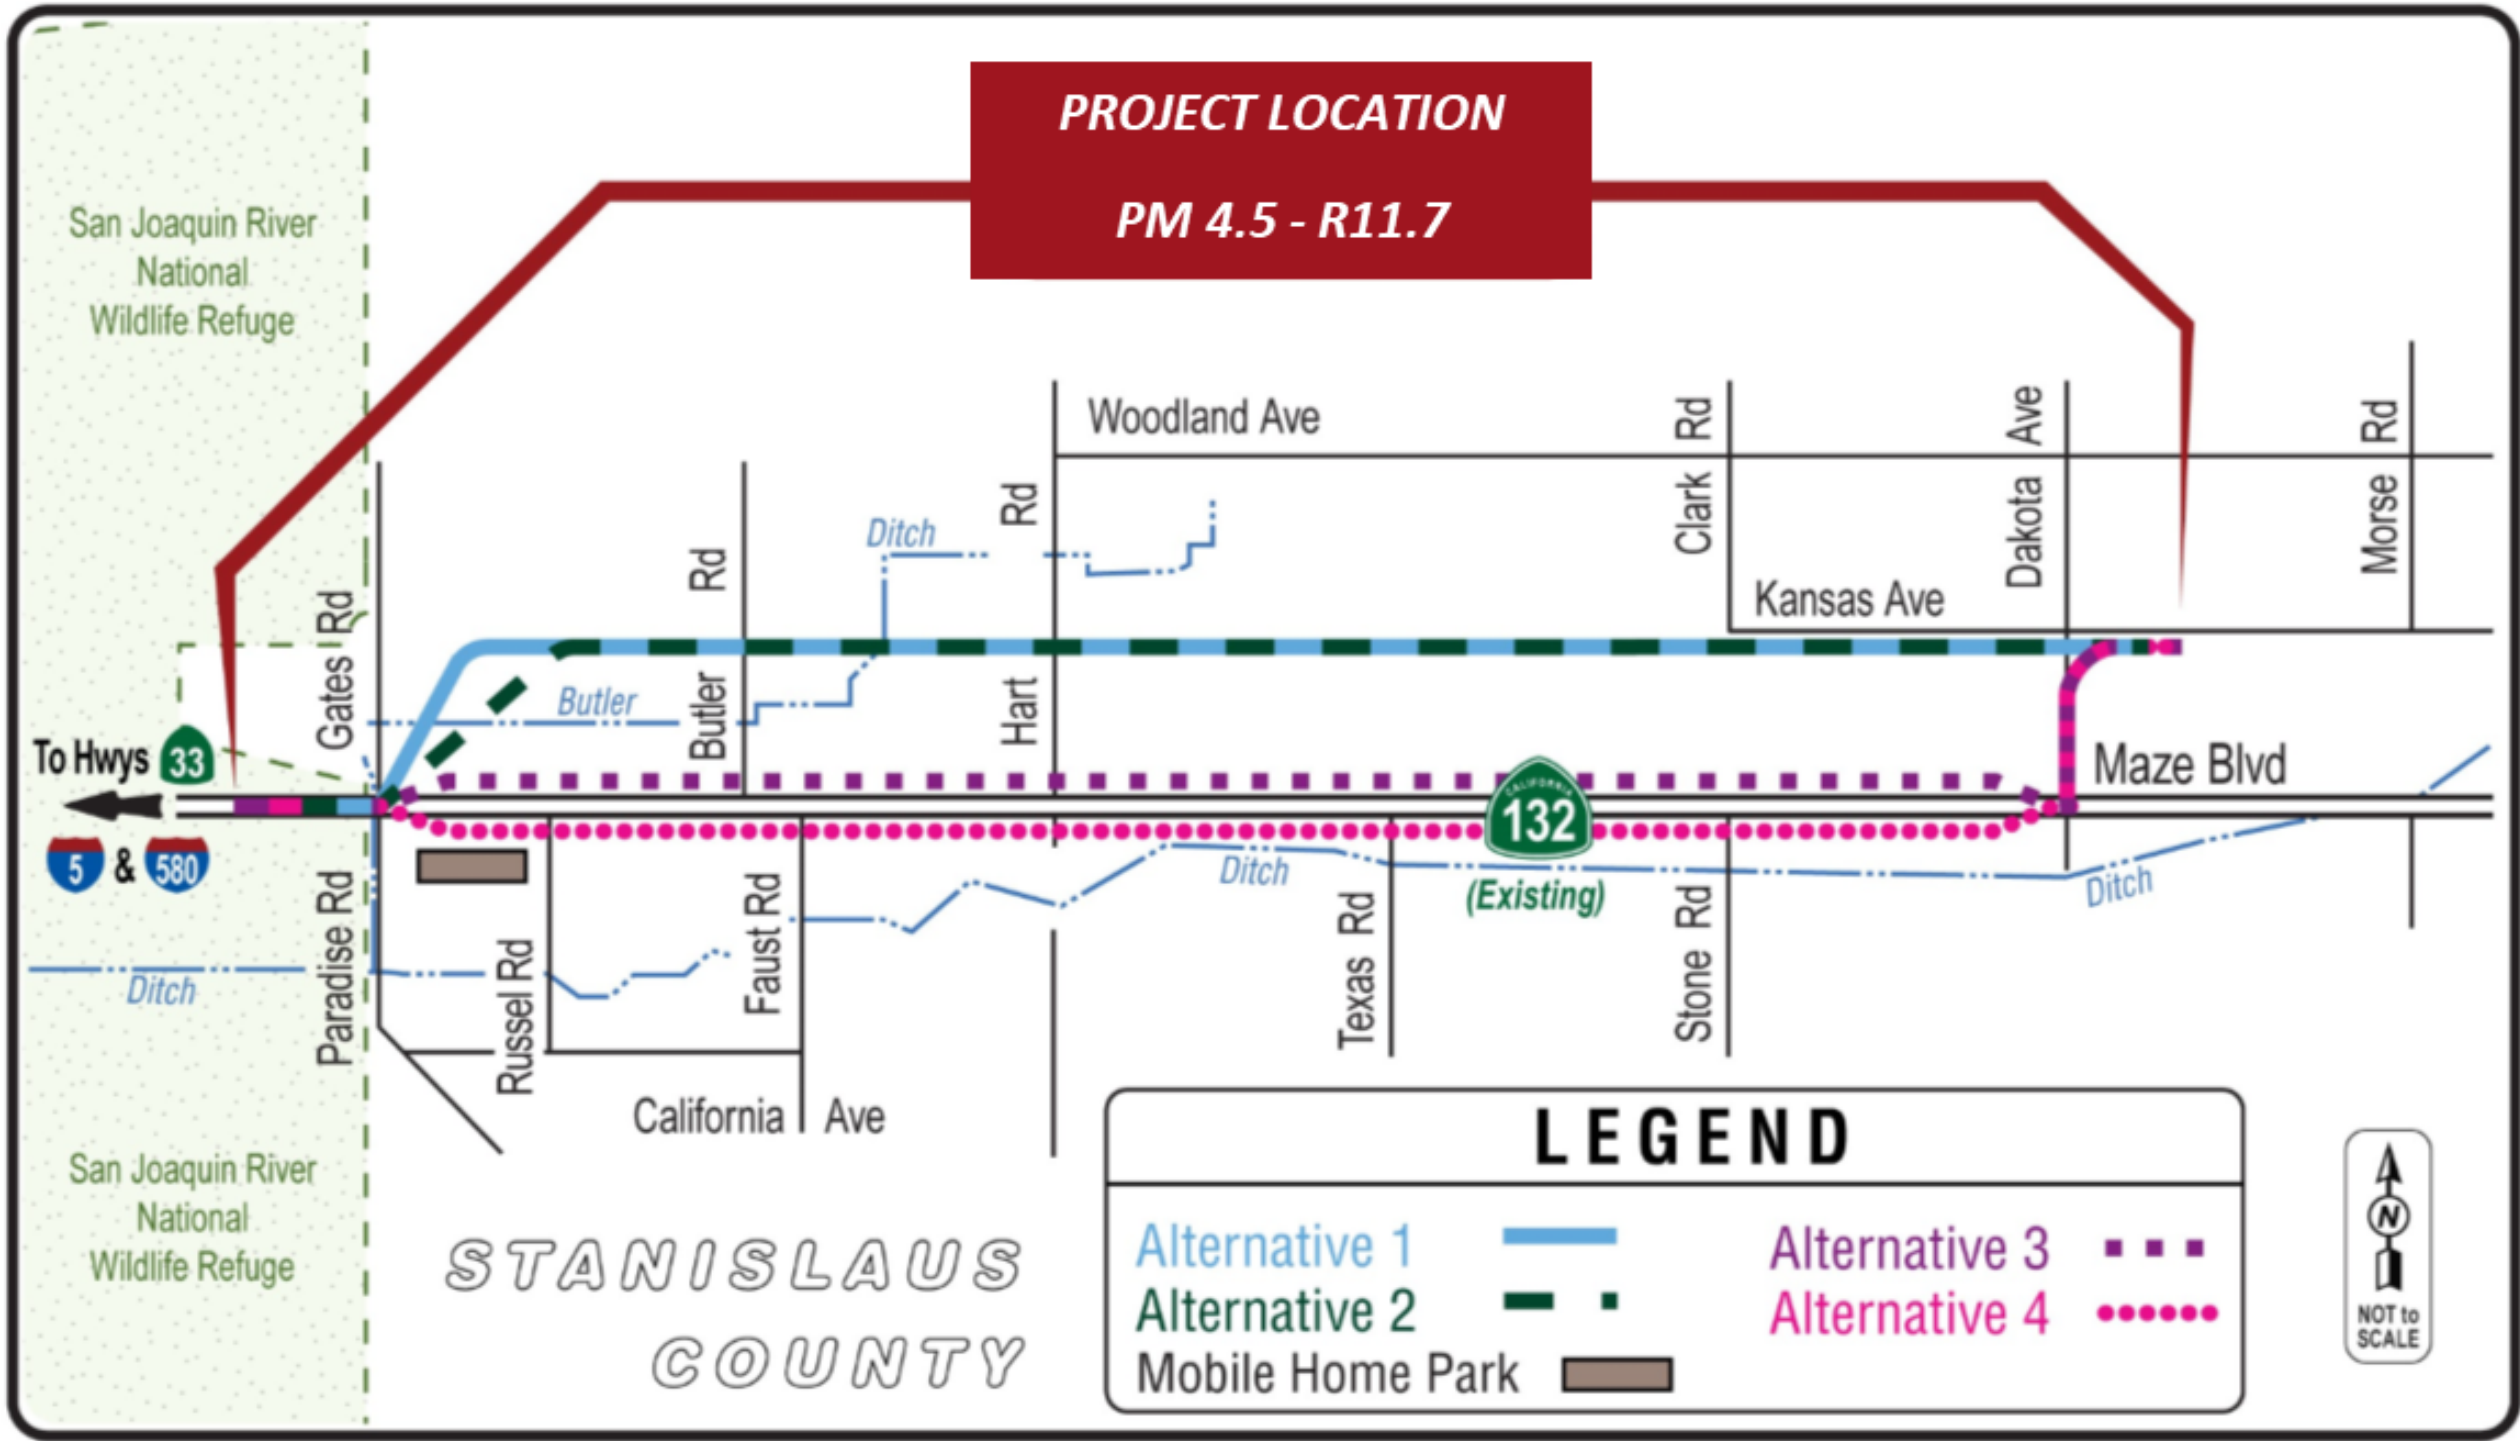 PROJECT LOCATION
PM 4.5 - R11.7
San Joaquin River
National
Wildlife Refuge
Woodland Ave
Gates Rd
Butler Rd
Hart Rd
Clark Rd
Dakota Ave
Morse Rd
Ditch
Kansas Ave
Butler
To Hwys 33
5 & 580
Maze Blvd
CALIFORNIA
132
(Existing)
Ditch
Ditch
Ditch
Paradise Rd
Russel Rd
Faust Rd
Texas Rd
Stone Rd
California Ave
San Joaquin River
National
Wildlife Refuge
STANISLAUS
COUNTY
LEGEND
Alternative 1
Alternative 2
Mobile Home Park
Alternative 3
Alternative 4
N
NOT to
SCALE